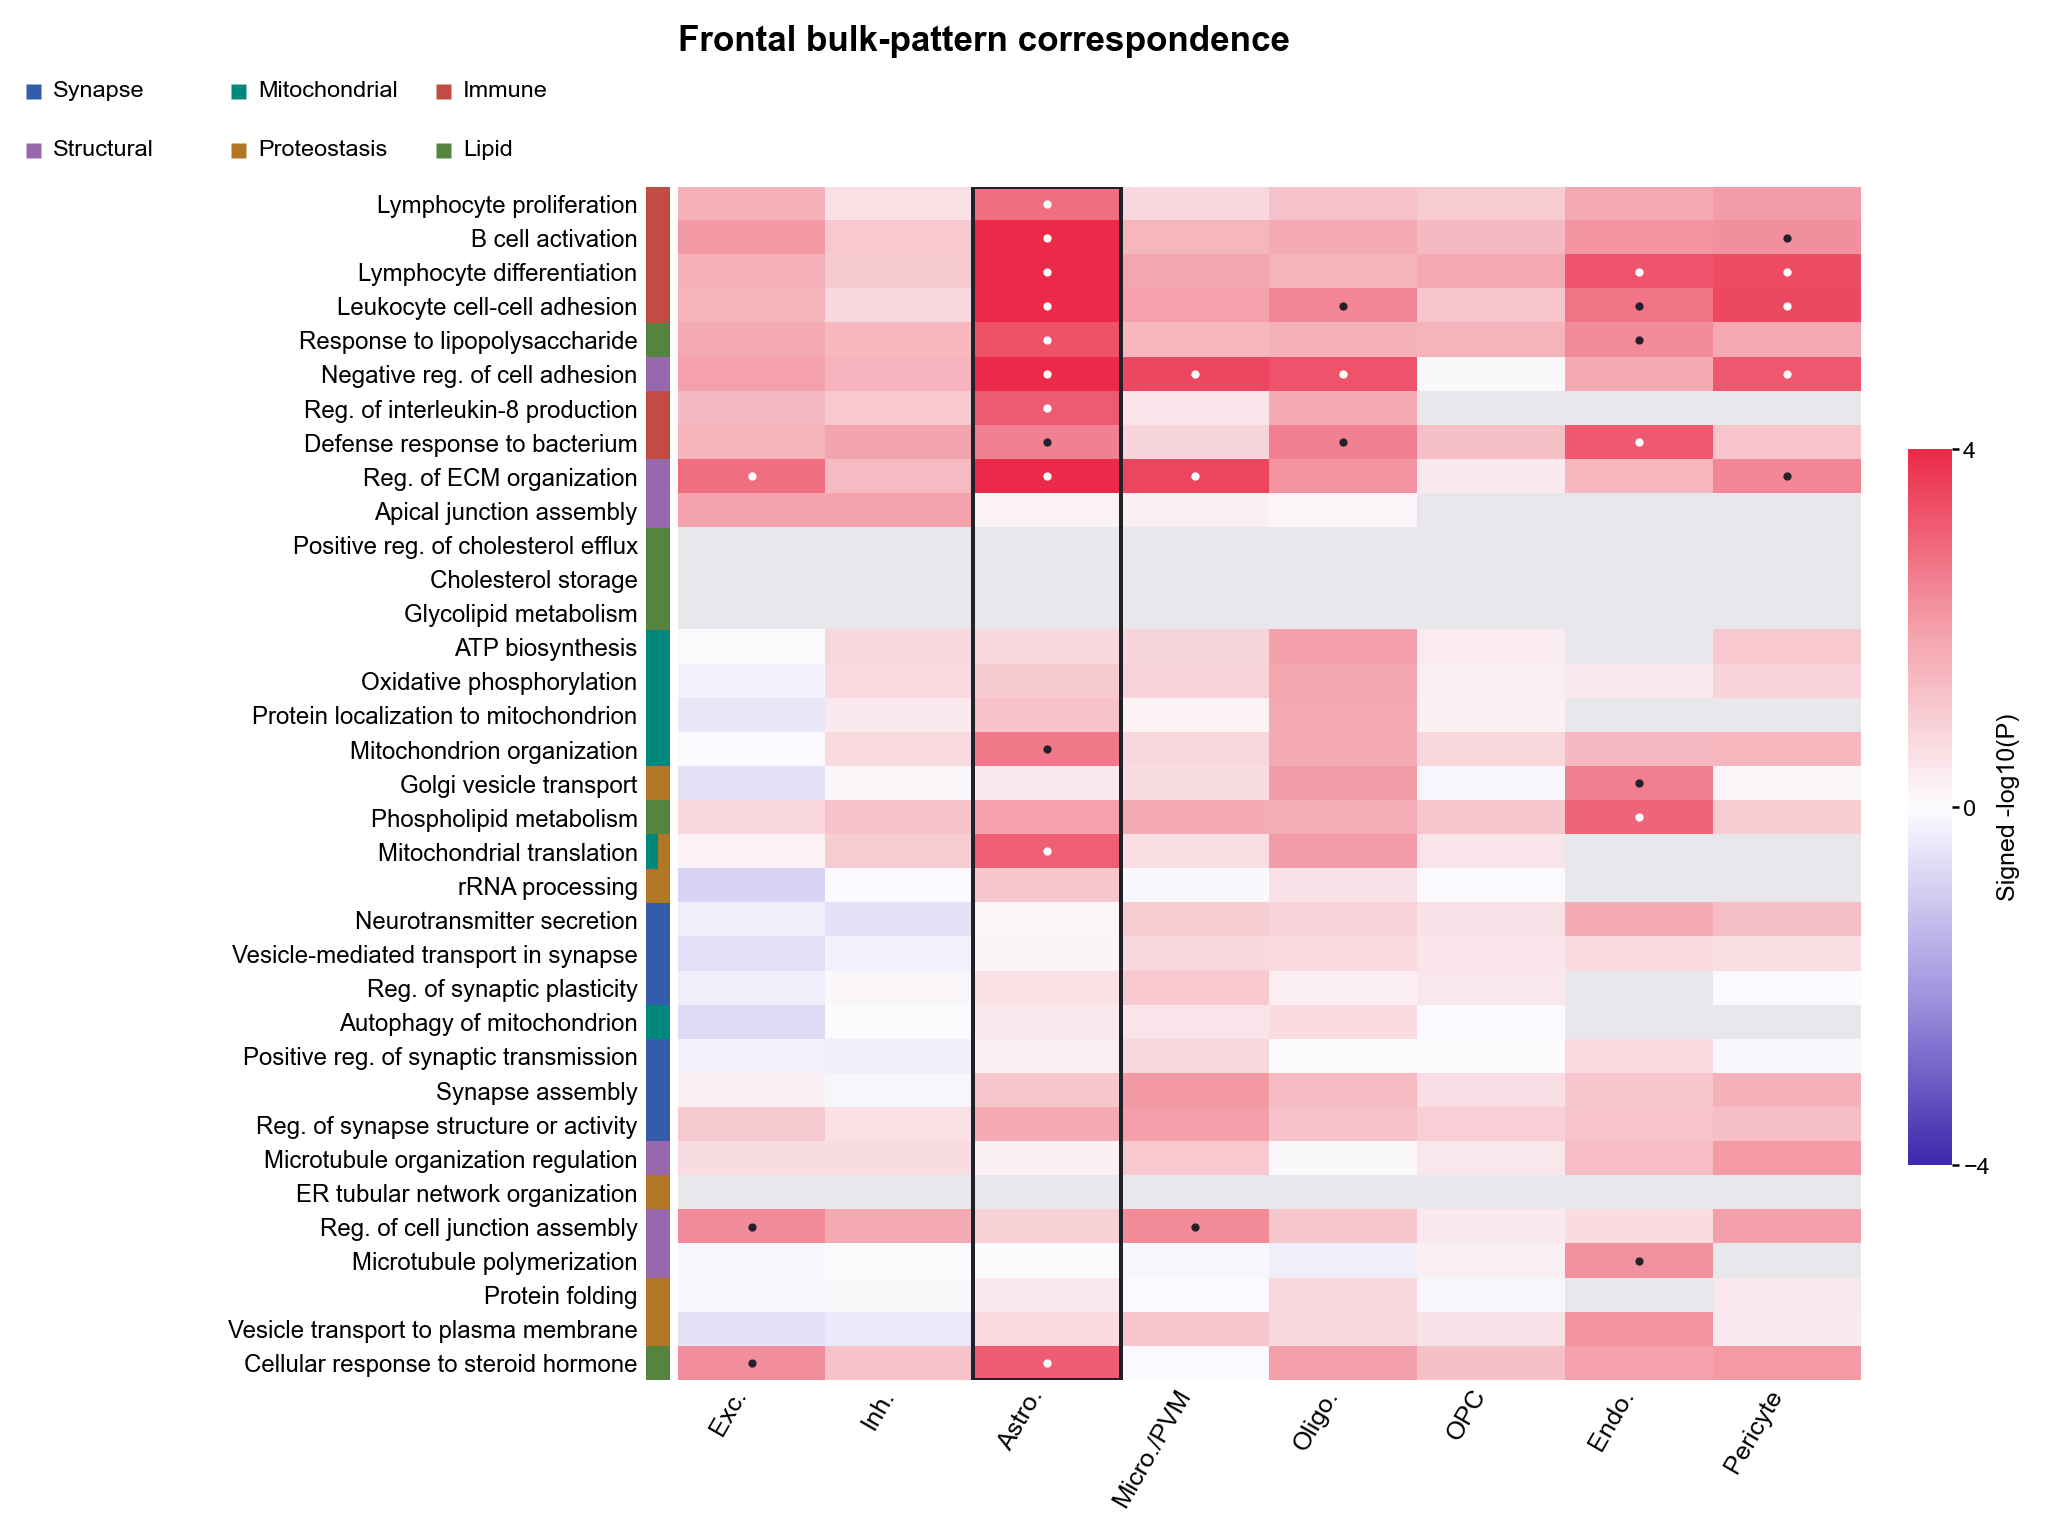 Frontal bulk-pattern correspondence
Synapse
Mitochondrial
Immune
Structural
Proteostasis
Lipid
Lymphocyte proliferation
B cell activation
Lymphocyte differentiation
Leukocyte cell-cell adhesion
Response to lipopolysaccharide
Negative reg. of cell adhesion
Reg. of interleukin-8 production
Defense response to bacterium
Reg. of ECM organization
Apical junction assembly
Positive reg. of cholesterol efflux
Cholesterol storage
Glycolipid metabolism
ATP biosynthesis
Oxidative phosphorylation
Protein localization to mitochondrion
Mitochondrion organization
Golgi vesicle transport
Phospholipid metabolism
Mitochondrial translation
rRNA processing
Neurotransmitter secretion
Vesicle-mediated transport in synapse
Reg. of synaptic plasticity
Autophagy of mitochondrion
Positive reg. of synaptic transmission
Synapse assembly
Reg. of synapse structure or activity
Microtubule organization regulation
ER tubular network organization
Reg. of cell junction assembly
Microtubule polymerization
Protein folding
Vesicle transport to plasma membrane
Cellular response to steroid hormone
Exc.
Inh.
Astro.
Micro./PVM
Oligo.
OPC
Endo.
Pericyte
4
0
−4
Signed -log10(P)